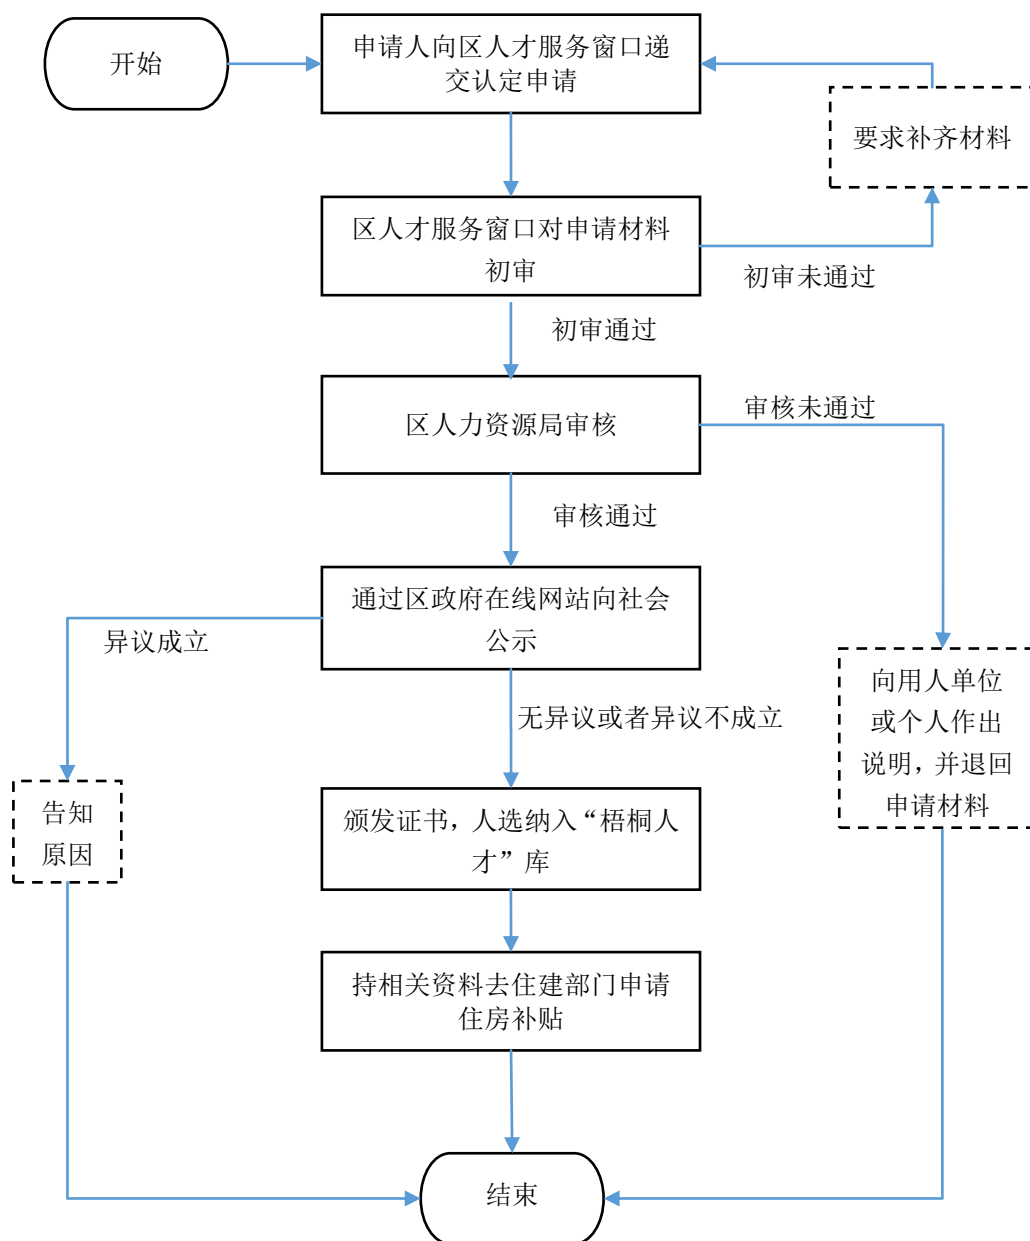 开始
申请人向区人才服务窗口递
交认定申请
要求补齐材料
区人才服务窗口对申请材料
初审
初审未通过
初审通过
区人力资源局审核
审核未通过
审核通过
通过区政府在线网站向社会
公示
异议成立
无异议或者异议不成立
向用人单位
或个人作出
说明，并退回
申请材料
告知
原因
颁发证书，人选纳入“梧桐人
才”库
持相关资料去住建部门申请
住房补贴
结束